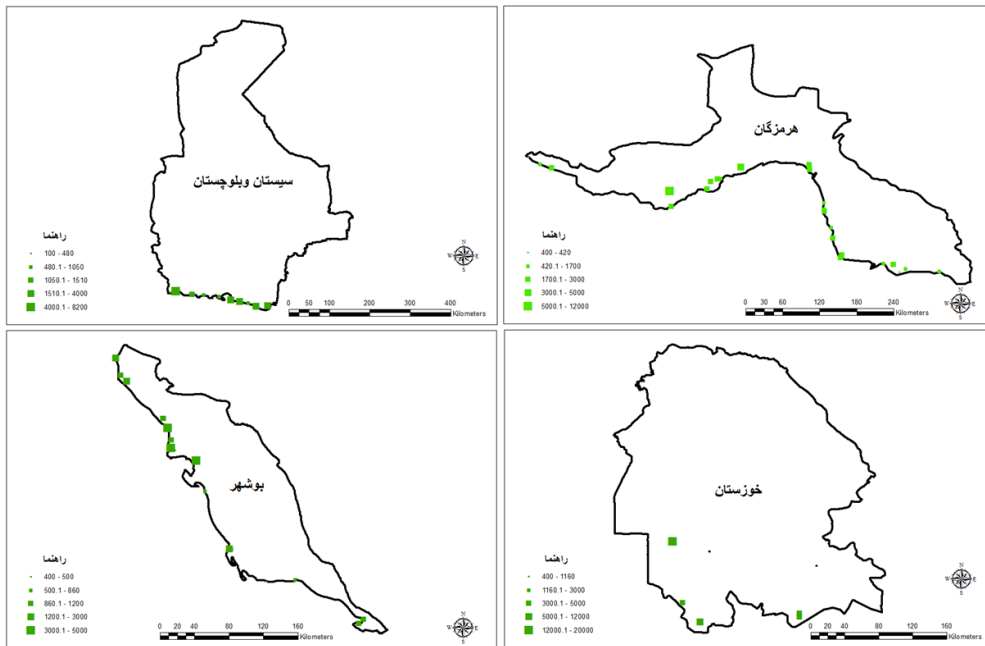 سیستان وبلوچستان
راهنما
100 - 480
480.1 - 1050
1050.1 - 1510
1510.1 - 4000
4000.1 - 8200
N
W E
S
0 50 100 200 300 400
Kilometers
هرمزگان
راهنما
400 - 420
420.1 - 1700
1700.1 - 3000
3000.1 - 5000
5000.1 - 12000
N
W E
S
0 30 60 120 180 240
Kilometers
بوشهر
راهنما
400 - 500
500.1 - 860
860.1 - 1200
1200.1 - 3000
3000.1 - 5000
N
W E
S
0 20 40 80 120 160
Kilometers
خوزستان
راهنما
400 - 1160
1160.1 - 3000
3000.1 - 5000
5000.1 - 12000
12000.1 - 20000
N
W E
S
0 20 40 80 120 160
Kilometers